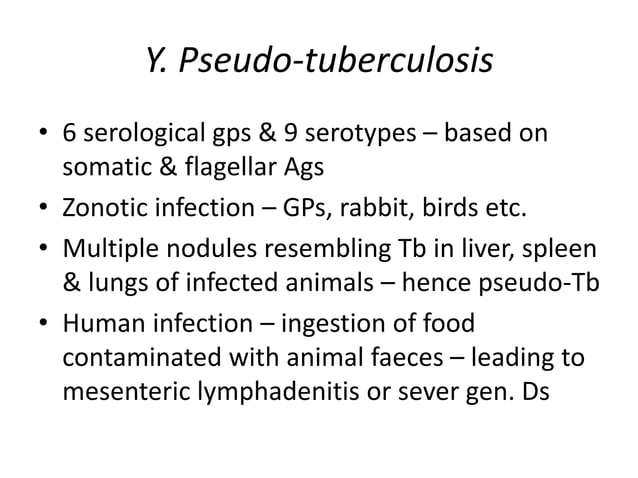 Y. Pseudo-tuberculosis
• 6 serological gps & 9 serotypes – based on
somatic & flagellar Ags
• Zonotic infection – GPs, rabbit, birds etc.
• Multiple nodules resembling Tb in liver, spleen
& lungs of infected animals – hence pseudo-Tb
• Human infection – ingestion of food
contaminated with animal faeces – leading to
mesenteric lymphadenitis or sever gen. Ds